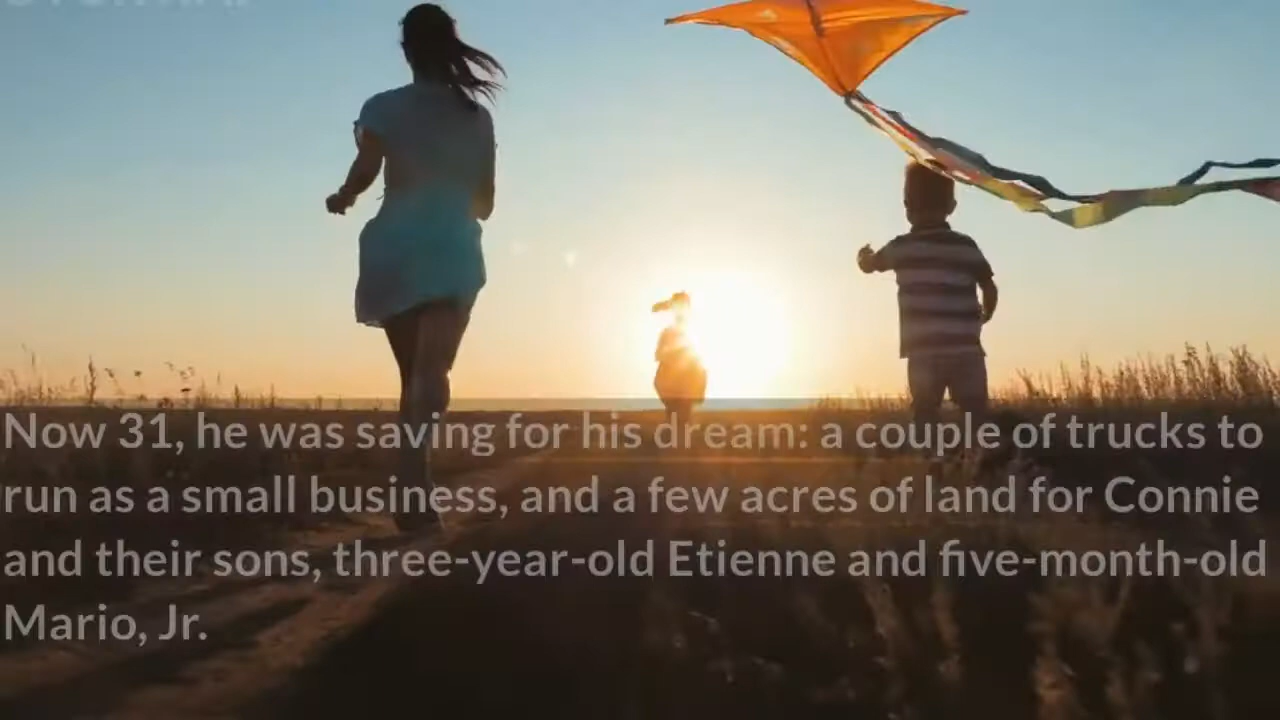 Now 31, he was saving for his dream: a couple of trucks to
run as a small business, and a few acres of land for Connie
and their sons, three-year-old Etienne and five-month-old
Mario, Jr.